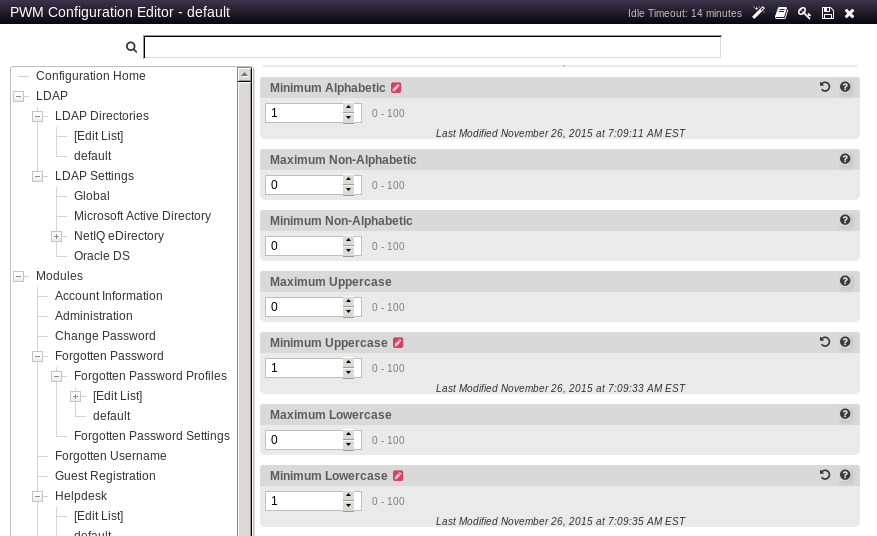 PWM Configuration Editor - default
Idle Timeout: 14 minutes
Configuration Home
LDAP
LDAP Directories
[Edit List]
default
LDAP Settings
Global
Microsoft Active Directory
NetIQ eDirectory
Oracle DS
Modules
Account Information
Administration
Change Password
Forgotten Password
Forgotten Password Profiles
[Edit List]
default
Forgotten Password Settings
Forgotten Username
Guest Registration
Helpdesk
[Edit List]
default
Minimum Alphabetic
1 0 - 100
Last Modified November 26, 2015 at 7:09:11 AM EST
Maximum Non-Alphabetic
0 0 - 100
Minimum Non-Alphabetic
0 0 - 100
Maximum Uppercase
0 0 - 100
Minimum Uppercase
1 0 - 100
Last Modified November 26, 2015 at 7:09:33 AM EST
Maximum Lowercase
0 0 - 100
Minimum Lowercase
1 0 - 100
Last Modified November 26, 2015 at 7:09:35 AM EST